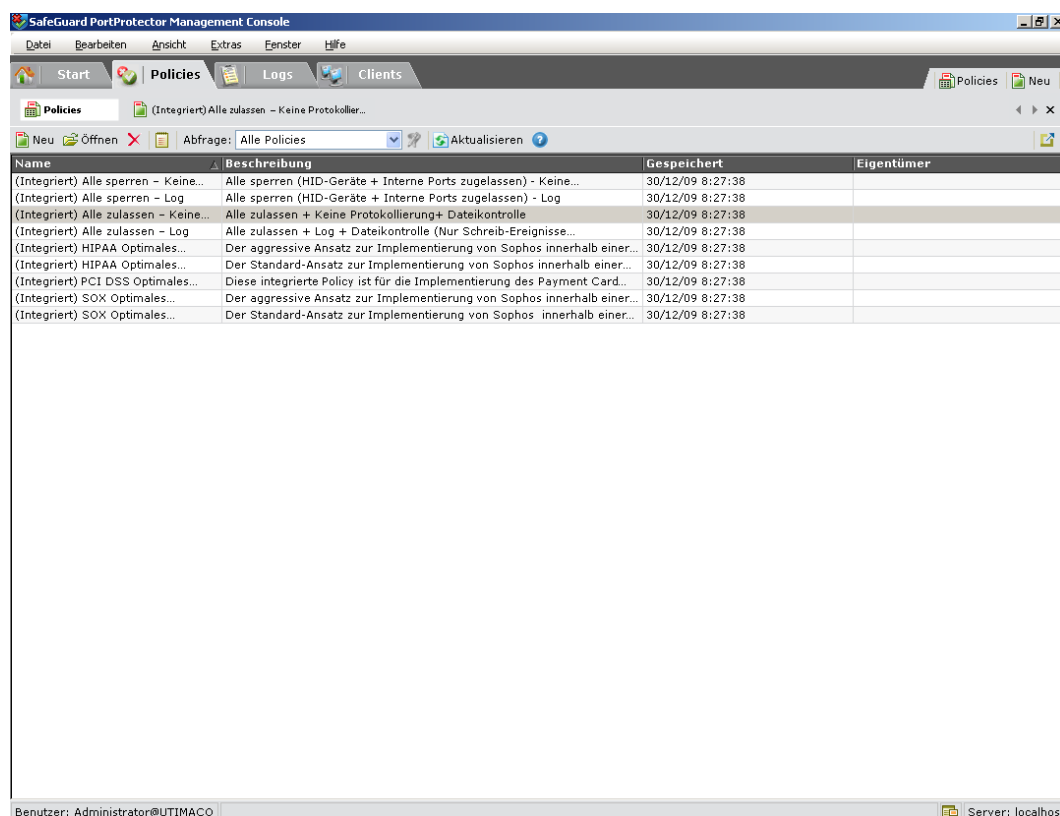 SafeGuard PortProtector Management Console
Datei Bearbeiten Ansicht Extras Fenster Hilfe
Start Policies Logs Clients Policies Neu
Policies (Integriert) Alle zulassen – Keine Protokollier...
Neu Öffnen Abfrage: Alle Policies Aktualisieren
Name Beschreibung Gespeichert Eigentümer
(Integriert) Alle sperren – Keine... Alle sperren (HID-Geräte + Interne Ports zugelassen) - Keine... 30/12/09 8:27:38
(Integriert) Alle sperren – Log Alle sperren (HID-Geräte + Interne Ports zugelassen) - Log 30/12/09 8:27:38
(Integriert) Alle zulassen – Keine... Alle zulassen + Keine Protokollierung+ Dateikontrolle 30/12/09 8:27:38
(Integriert) Alle zulassen – Log Alle zulassen + Log + Dateikontrolle (Nur Schreib-Ereignisse... 30/12/09 8:27:38
(Integriert) HIPAA Optimales... Der aggressive Ansatz zur Implementierung von Sophos innerhalb einer... 30/12/09 8:27:38
(Integriert) HIPAA Optimales... Der Standard-Ansatz zur Implementierung von Sophos innerhalb einer... 30/12/09 8:27:38
(Integriert) PCI DSS Optimales... Diese integrierte Policy ist für die Implementierung des Payment Card... 30/12/09 8:27:38
(Integriert) SOX Optimales... Der aggressive Ansatz zur Implementierung von Sophos innerhalb einer... 30/12/09 8:27:38
(Integriert) SOX Optimales... Der Standard-Ansatz zur Implementierung von Sophos innerhalb einer... 30/12/09 8:27:38
Benutzer: Administrator@UTIMACO Server: localhos